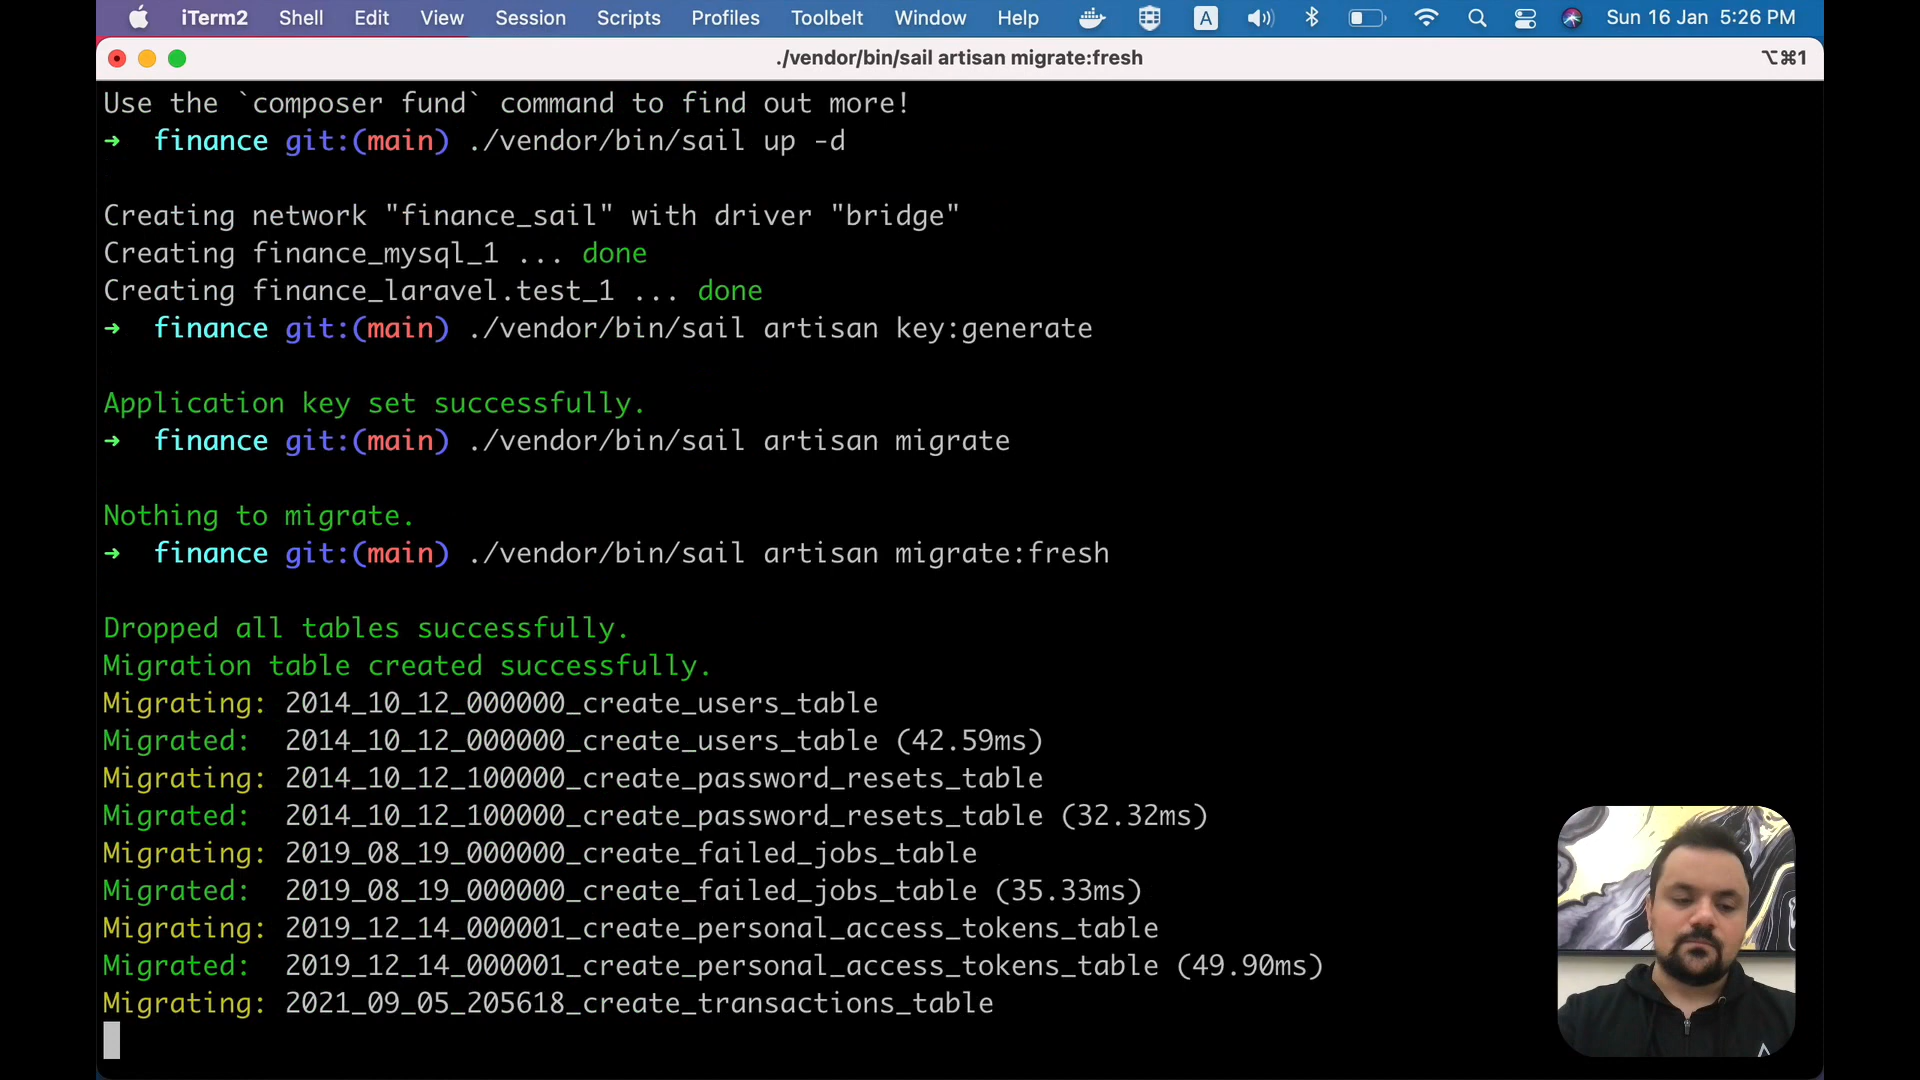 iTerm2 Shell Edit View Session Scripts Profiles Toolbelt Window Help A Sun 16 Jan 5:26 PM
./vendor/bin/sail artisan migrate:fresh ⌥⌘1
Use the `composer fund` command to find out more!
➜ finance git:(main) ./vendor/bin/sail up -d
Creating network "finance_sail" with driver "bridge"
Creating finance_mysql_1 ... done
Creating finance_laravel.test_1 ... done
➜ finance git:(main) ./vendor/bin/sail artisan key:generate
Application key set successfully.
➜ finance git:(main) ./vendor/bin/sail artisan migrate
Nothing to migrate.
➜ finance git:(main) ./vendor/bin/sail artisan migrate:fresh
Dropped all tables successfully.
Migration table created successfully.
Migrating: 2014_10_12_000000_create_users_table
Migrated: 2014_10_12_000000_create_users_table (42.59ms)
Migrating: 2014_10_12_100000_create_password_resets_table
Migrated: 2014_10_12_100000_create_password_resets_table (32.32ms)
Migrating: 2019_08_19_000000_create_failed_jobs_table
Migrated: 2019_08_19_000000_create_failed_jobs_table (35.33ms)
Migrating: 2019_12_14_000001_create_personal_access_tokens_table
Migrated: 2019_12_14_000001_create_personal_access_tokens_table (49.90ms)
Migrating: 2021_09_05_205618_create_transactions_table